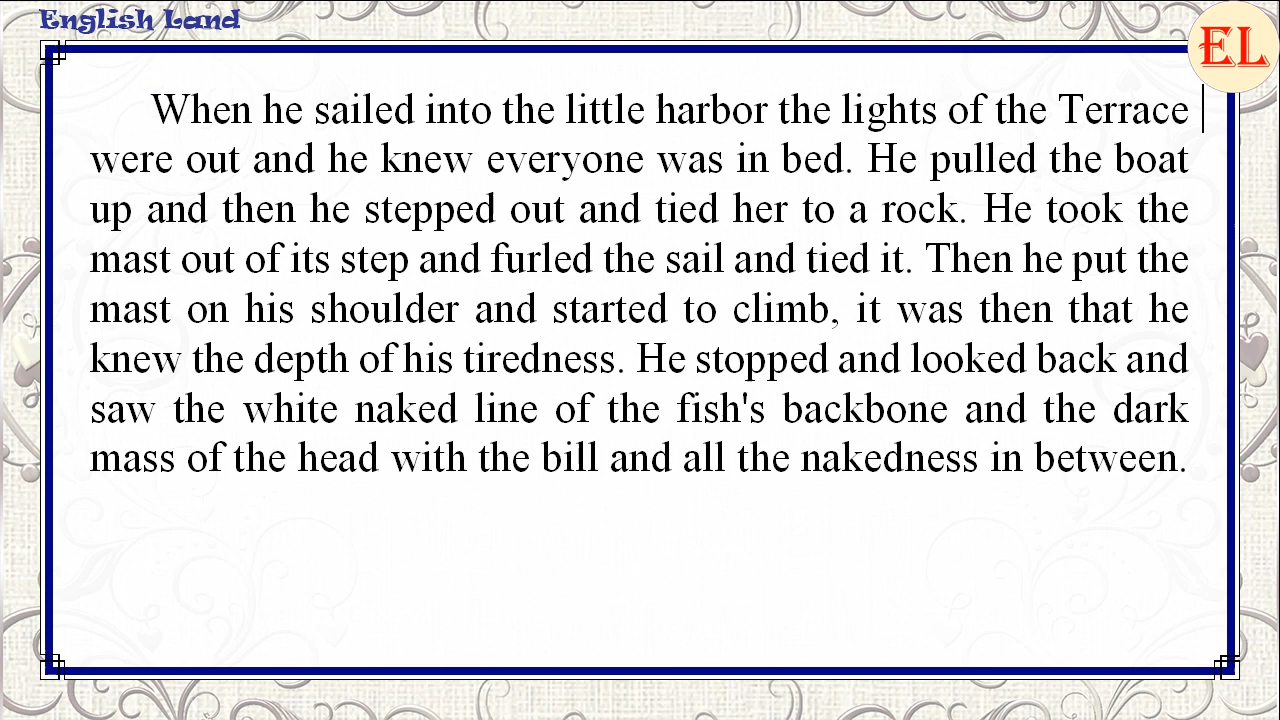 English Land
EL
When he sailed into the little harbor the lights of the Terrace
were out and he knew everyone was in bed. He pulled the boat
up and then he stepped out and tied her to a rock. He took the
mast out of its step and furled the sail and tied it. Then he put the
mast on his shoulder and started to climb, it was then that he
knew the depth of his tiredness. He stopped and looked back and
saw the white naked line of the fish's backbone and the dark
mass of the head with the bill and all the nakedness in between.